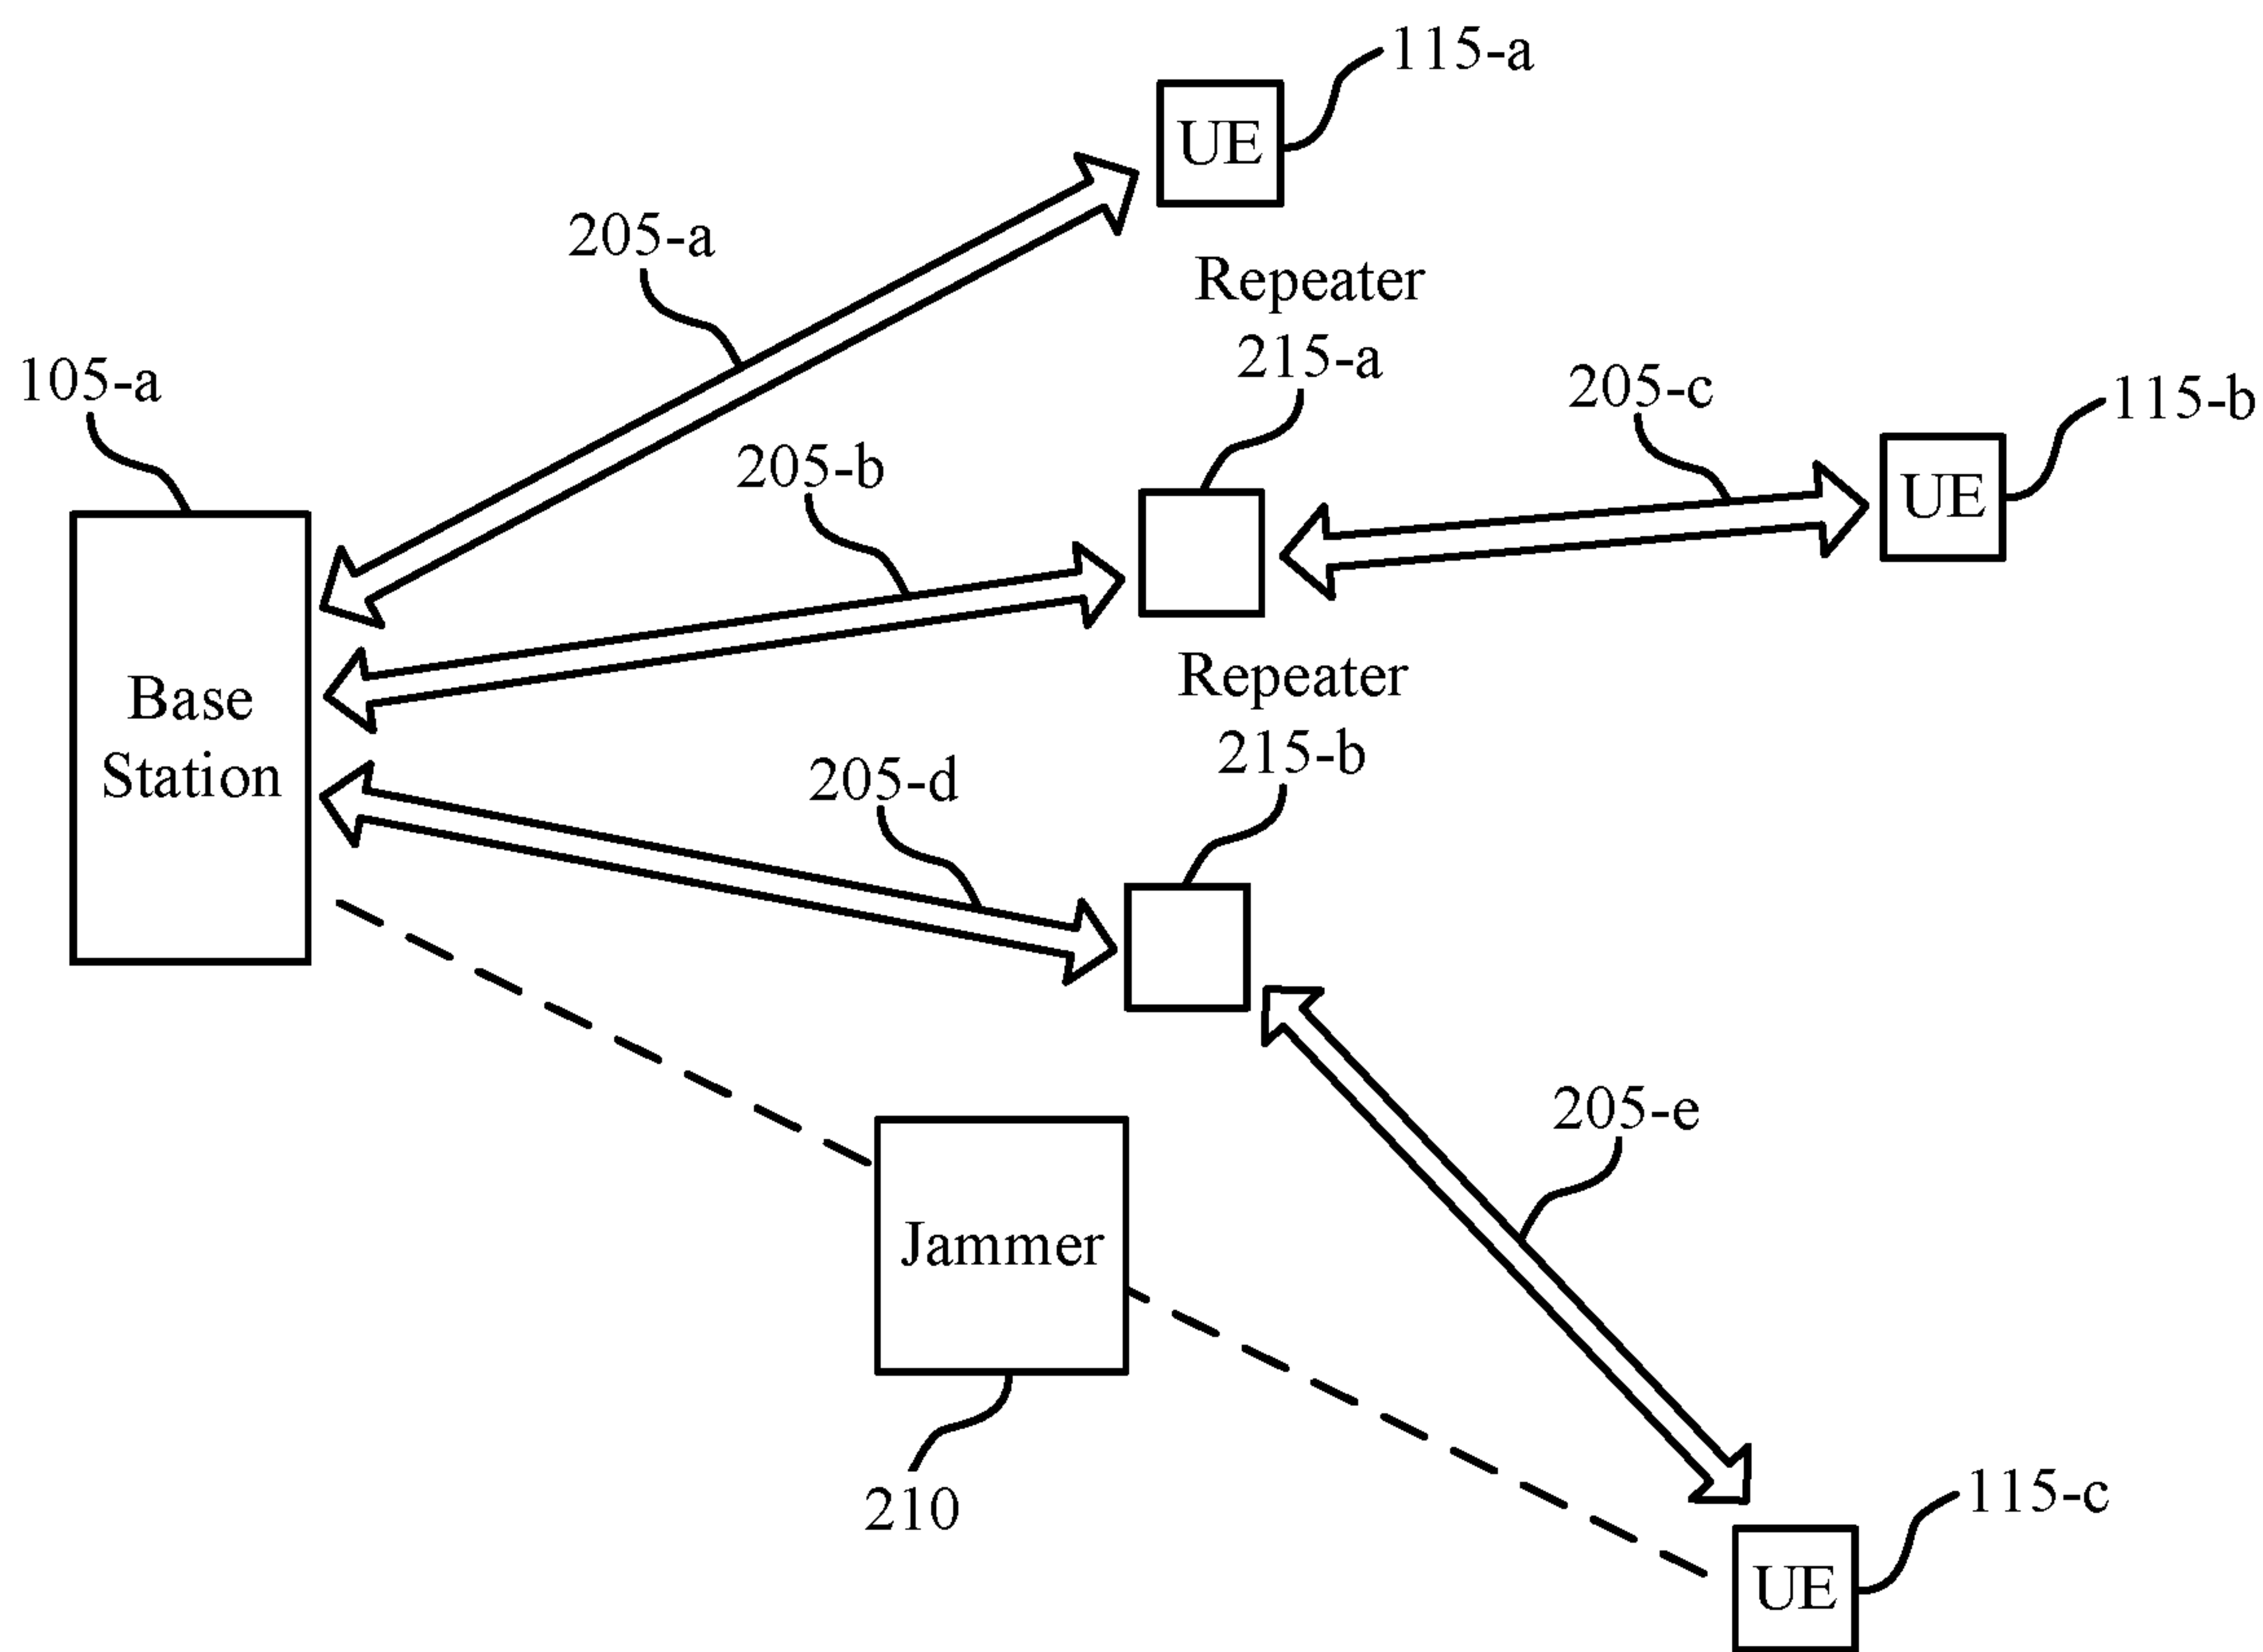 115-a
UE
205-a
Repeater
215-a
105-a
205-c
115-b
205-b
UE
Repeater
215-b
Base
Station
205-d
205-e
Jammer
210
115-c
UE